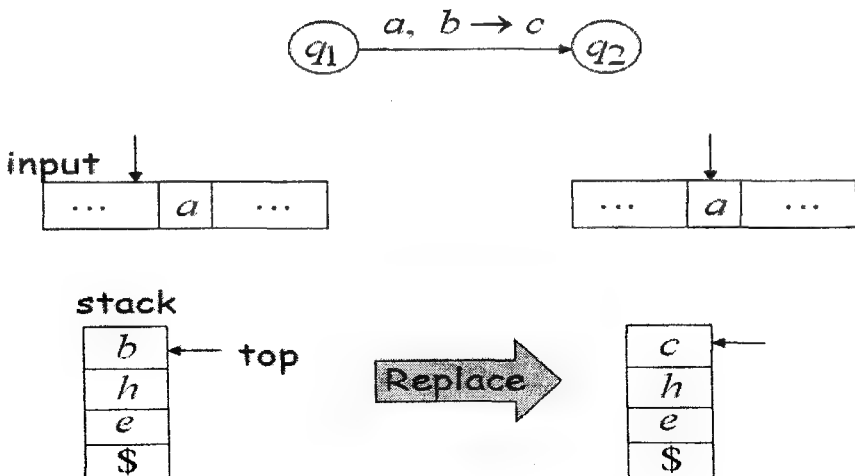 a, b → c
q1 q2
input
... a ... ... a ...
stack
b top c
Replace
h h
e e
$ $